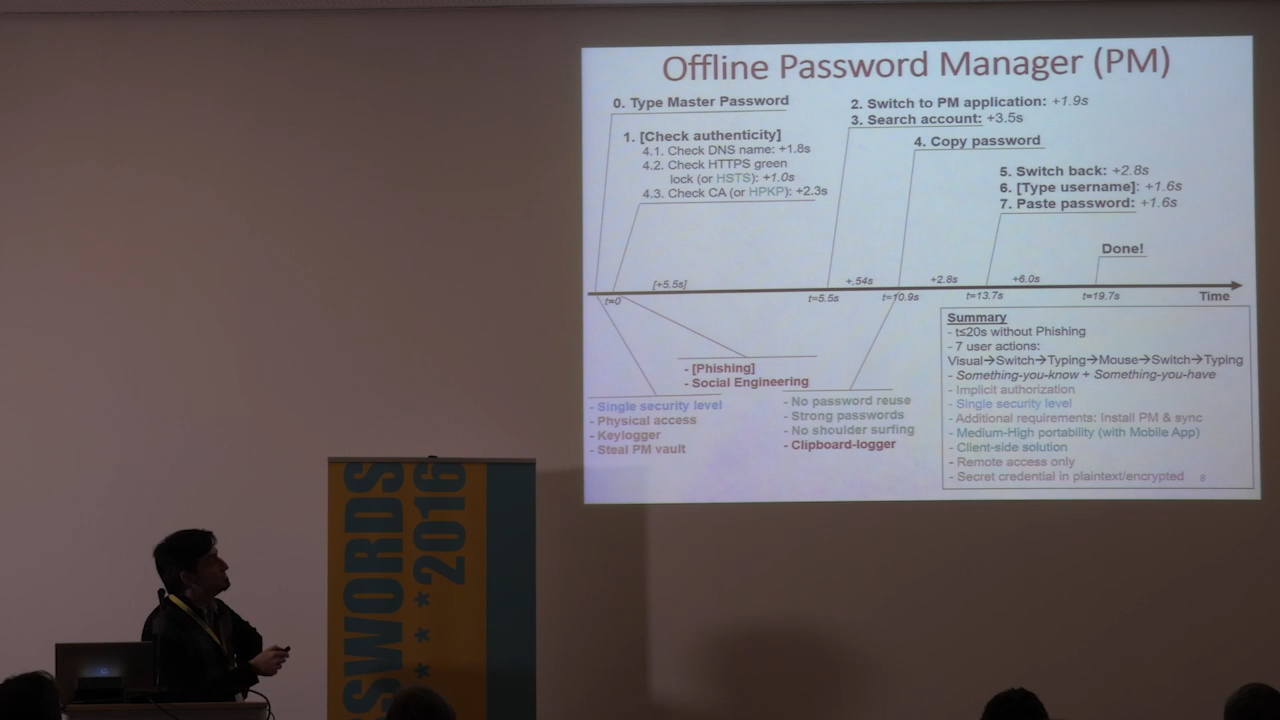 Offline Password Manager (PM)
0. Type Master Password
1. [Check authenticity]
4.1. Check DNS name: +1.8s
4.2. Check HTTPS green
lock (or HSTS): +1.0s
4.3. Check CA (or HPKP): +2.3s
2. Switch to PM application: +1.9s
3. Search account: +3.5s
4. Copy password
5. Switch back: +2.8s
6. [Type username]: +1.6s
7. Paste password: +1.6s
Done!
[+5.5s]
+.54s
+2.8s
+6.0s
t=0
t=5.5s
t=10.9s
t=13.7s
t=19.7s
Time
- [Phishing]
- Social Engineering
- Single security level
- Physical access
- Keylogger
- Steal PM vault
- No password reuse
- Strong passwords
- No shoulder surfing
- Clipboard-logger
Summary
- t≤20s without Phishing
- 7 user actions:
Visual→Switch→Typing→Mouse→Switch→Typing
- Something-you-know + Something-you-have
- Implicit authorization
- Single security level
- Additional requirements: Install PM & sync
- Medium-High portability (with Mobile App)
- Client-side solution
- Remote access only
- Secret credential in plaintext/encrypted
8
SWORDS
* * * *2016